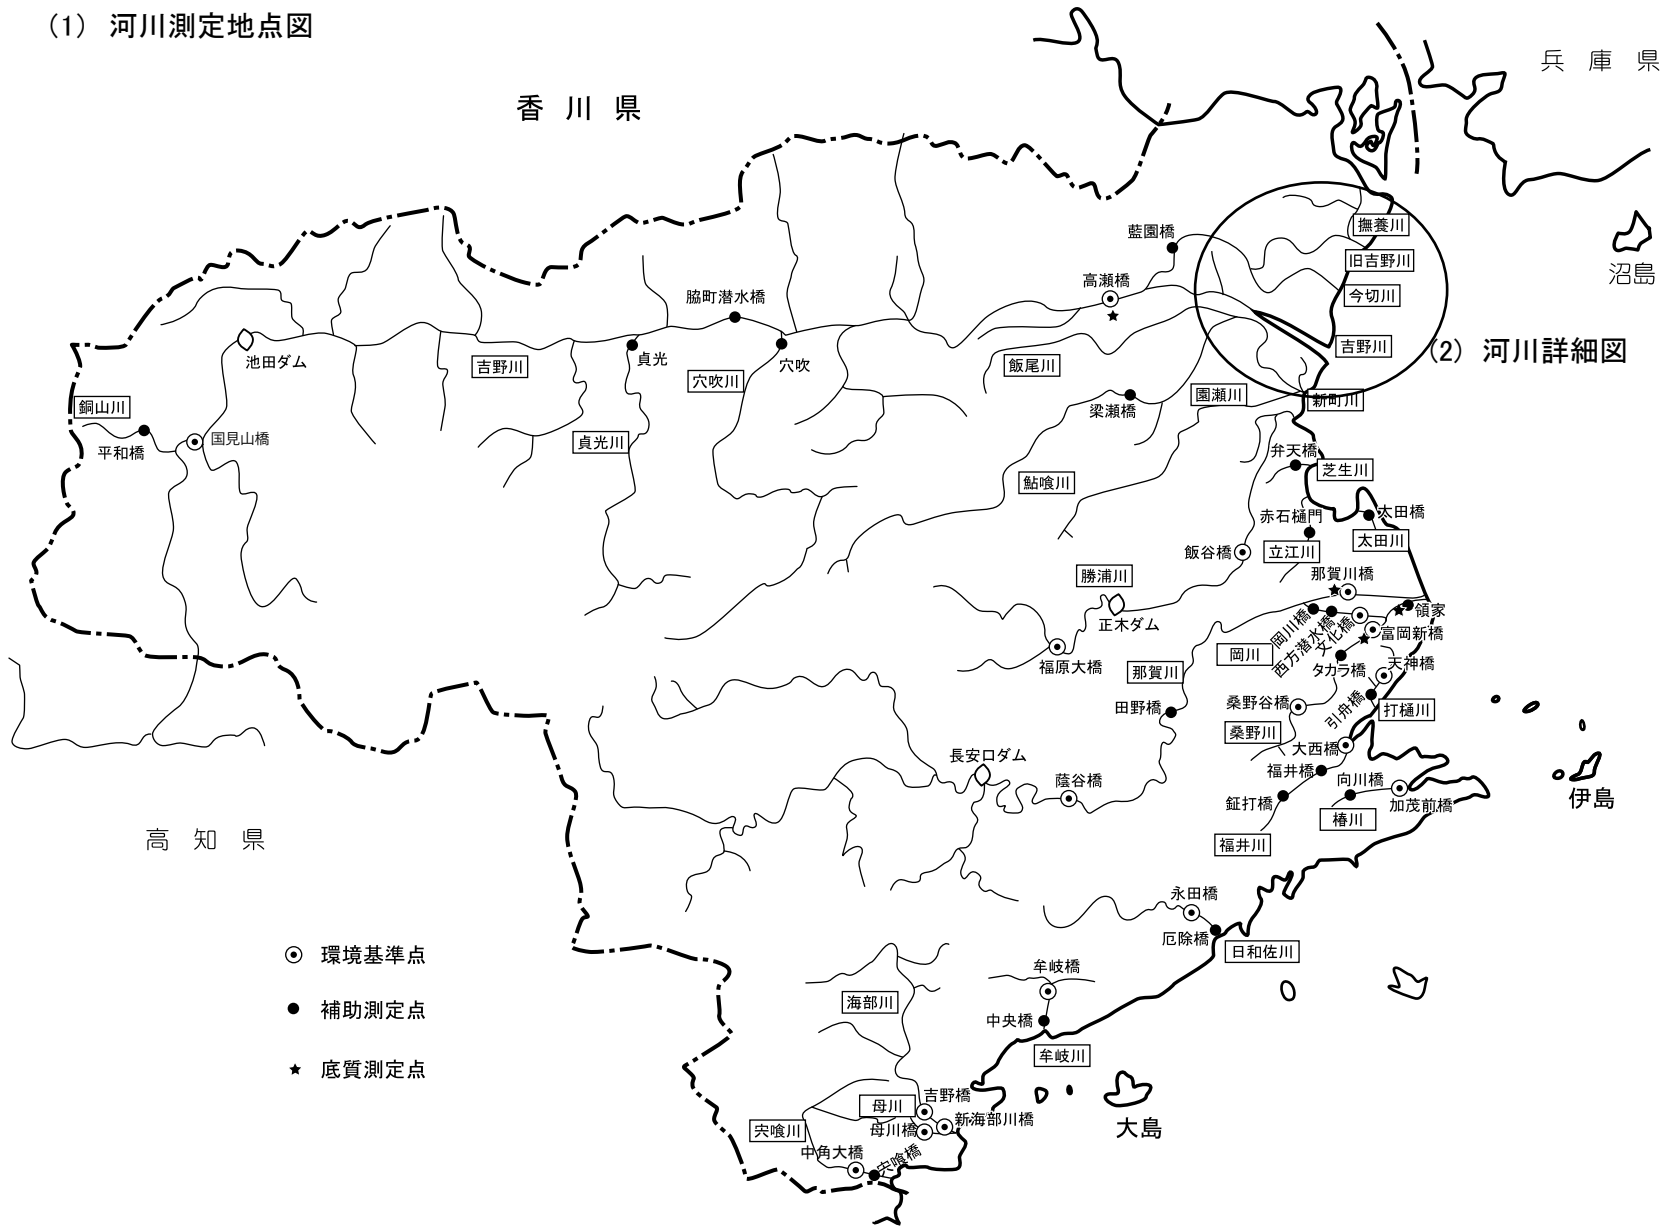 (1) 河川測定地点図
兵庫県
香川県
撫養川
藍園橋
旧吉野川
沼島
高瀬橋
今切川
脇町潜水橋
吉野川
(2) 河川詳細図
池田ダム
吉野川
貞光
穴吹
飯尾川
穴吹川
園瀬川
新町川
銅山川
梁瀬橋
国見山橋
平和橋
貞光川
弁天橋
芝生川
鮎喰川
赤石樋門
太田橋
飯谷橋
立江川
太田川
勝浦川
那賀川橋
正木ダム
領家
岡川橋
西方潜水橋
文化橋
富岡新橋
岡川
福原大橋
那賀川
タカラ橋
天神橋
桑野谷橋
引舟橋
打樋川
田野橋
桑野川
大西橋
長安口ダム
福井橋
向川橋
蔭谷橋
伊島
鉦打橋
加茂前橋
椿川
高知県
福井川
永田橋
厄除橋
日和佐川
環境基準点
牟岐橋
海部川
補助測定点
中央橋
牟岐川
底質測定点
吉野橋
母川
新海部川橋
大島
宍喰川
母川橋
中角大橋
宍喰橋